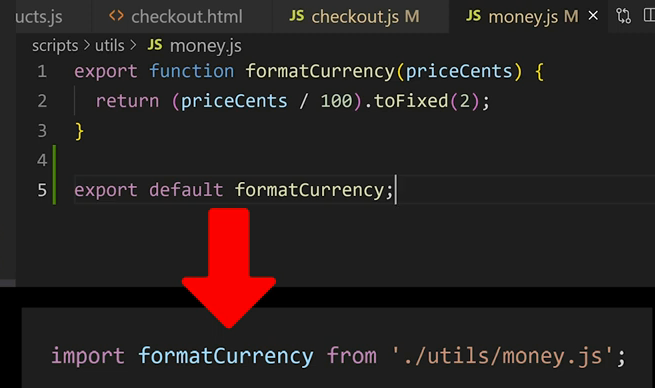 ucts.js <> checkout.html JS checkout.js M JS money.js M ×
scripts > utils > JS money.js
1 export function formatCurrency(priceCents) {
2 return (priceCents / 100).toFixed(2);
3 }
4
5 export default formatCurrency;
import formatCurrency from './utils/money.js';